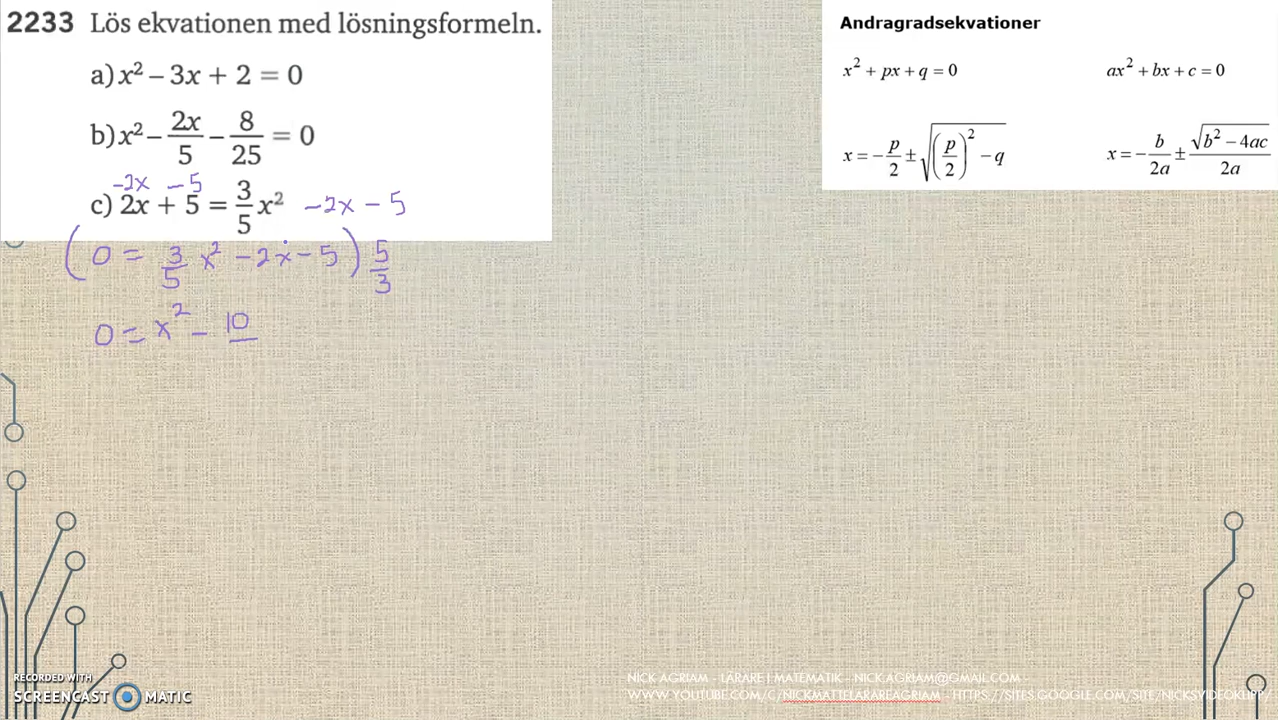 2233 Lös ekvationen med lösningsformeln.
a) x² – 3x + 2 = 0
b) x² – 2x/5 – 8/25 = 0
–2x –5
c) 2x + 5 = 3/5 x² –2x – 5
(0 = 3/5 x² – 2x – 5) 5/3
0 = x² – 10
Andragradsekvationer
x² + px + q = 0
ax² + bx + c = 0
x = – p/2 ± √((p/2)² – q)
x = – b/2a ± √(b² – 4ac)/2a
RECORDED WITH
SCREENCAST MATIC
NICK AGRIAM - LÄRARE I MATEMATIK - NICK.AGRIAM@GMAIL.COM -
WWW.YOUTUBE.COM/C/NICKMATTELARAREAGRIAM - HTTPS://SITES.GOOGLE.COM/SITE/NICKSVIDEOKLIPP/